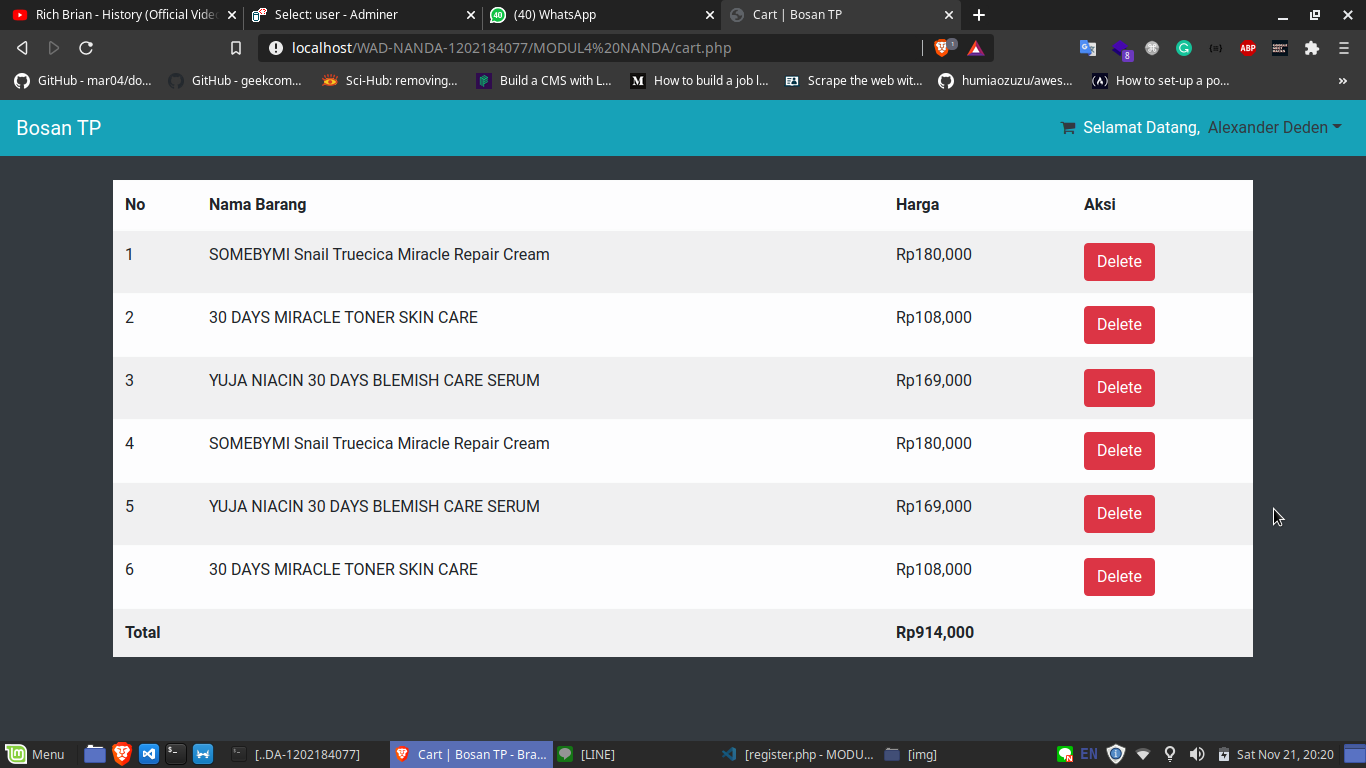 Rich Brian - History (Official Vide
Select: user - Adminer
(40) WhatsApp
Cart | Bosan TP
localhost/WAD-NANDA-1202184077/MODUL4%20NANDA/cart.php
GitHub - mar04/do...
GitHub - geekcom...
Sci-Hub: removing...
Build a CMS with L...
How to build a job l...
Scrape the web wit...
humiaozuzu/awes...
How to set-up a po...
Bosan TP
Selamat Datang, Alexander Deden
No Nama Barang Harga Aksi
1 SOMEBYMI Snail Truecica Miracle Repair Cream Rp180,000 Delete
2 30 DAYS MIRACLE TONER SKIN CARE Rp108,000 Delete
3 YUJA NIACIN 30 DAYS BLEMISH CARE SERUM Rp169,000 Delete
4 SOMEBYMI Snail Truecica Miracle Repair Cream Rp180,000 Delete
5 YUJA NIACIN 30 DAYS BLEMISH CARE SERUM Rp169,000 Delete
6 30 DAYS MIRACLE TONER SKIN CARE Rp108,000 Delete
Total Rp914,000
Menu
[..DA-1202184077]
Cart | Bosan TP - Bra...
[LINE]
[register.php - MODU...
[img]
EN
Sat Nov 21, 20:20